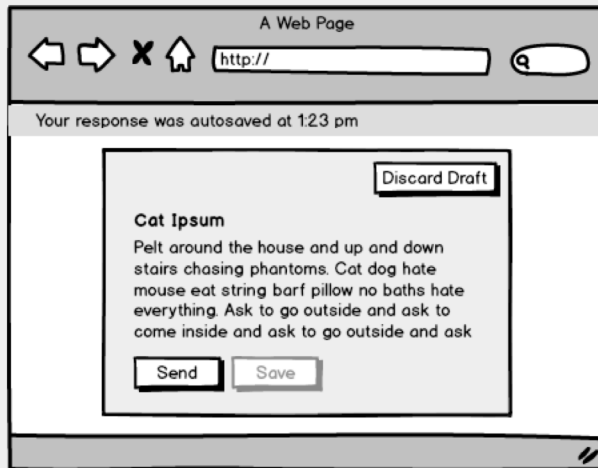 A Web Page
http://
Your response was autosaved at 1:23 pm
Discard Draft
Cat Ipsum
Pelt around the house and up and down
stairs chasing phantoms. Cat dog hate
mouse eat string barf pillow no baths hate
everything. Ask to go outside and ask to
come inside and ask to go outside and ask
Send Save